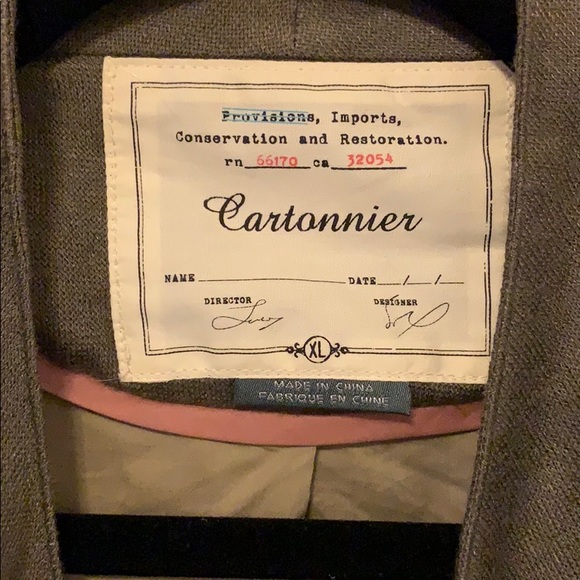 Provisions, Imports,
Conservation and Restoration.
rn 66170 ca 32054
Cartonnier
NAME DATE / /
DIRECTOR DESIGNER
XL
MADE IN CHINA
FABRIQUE EN CHINE